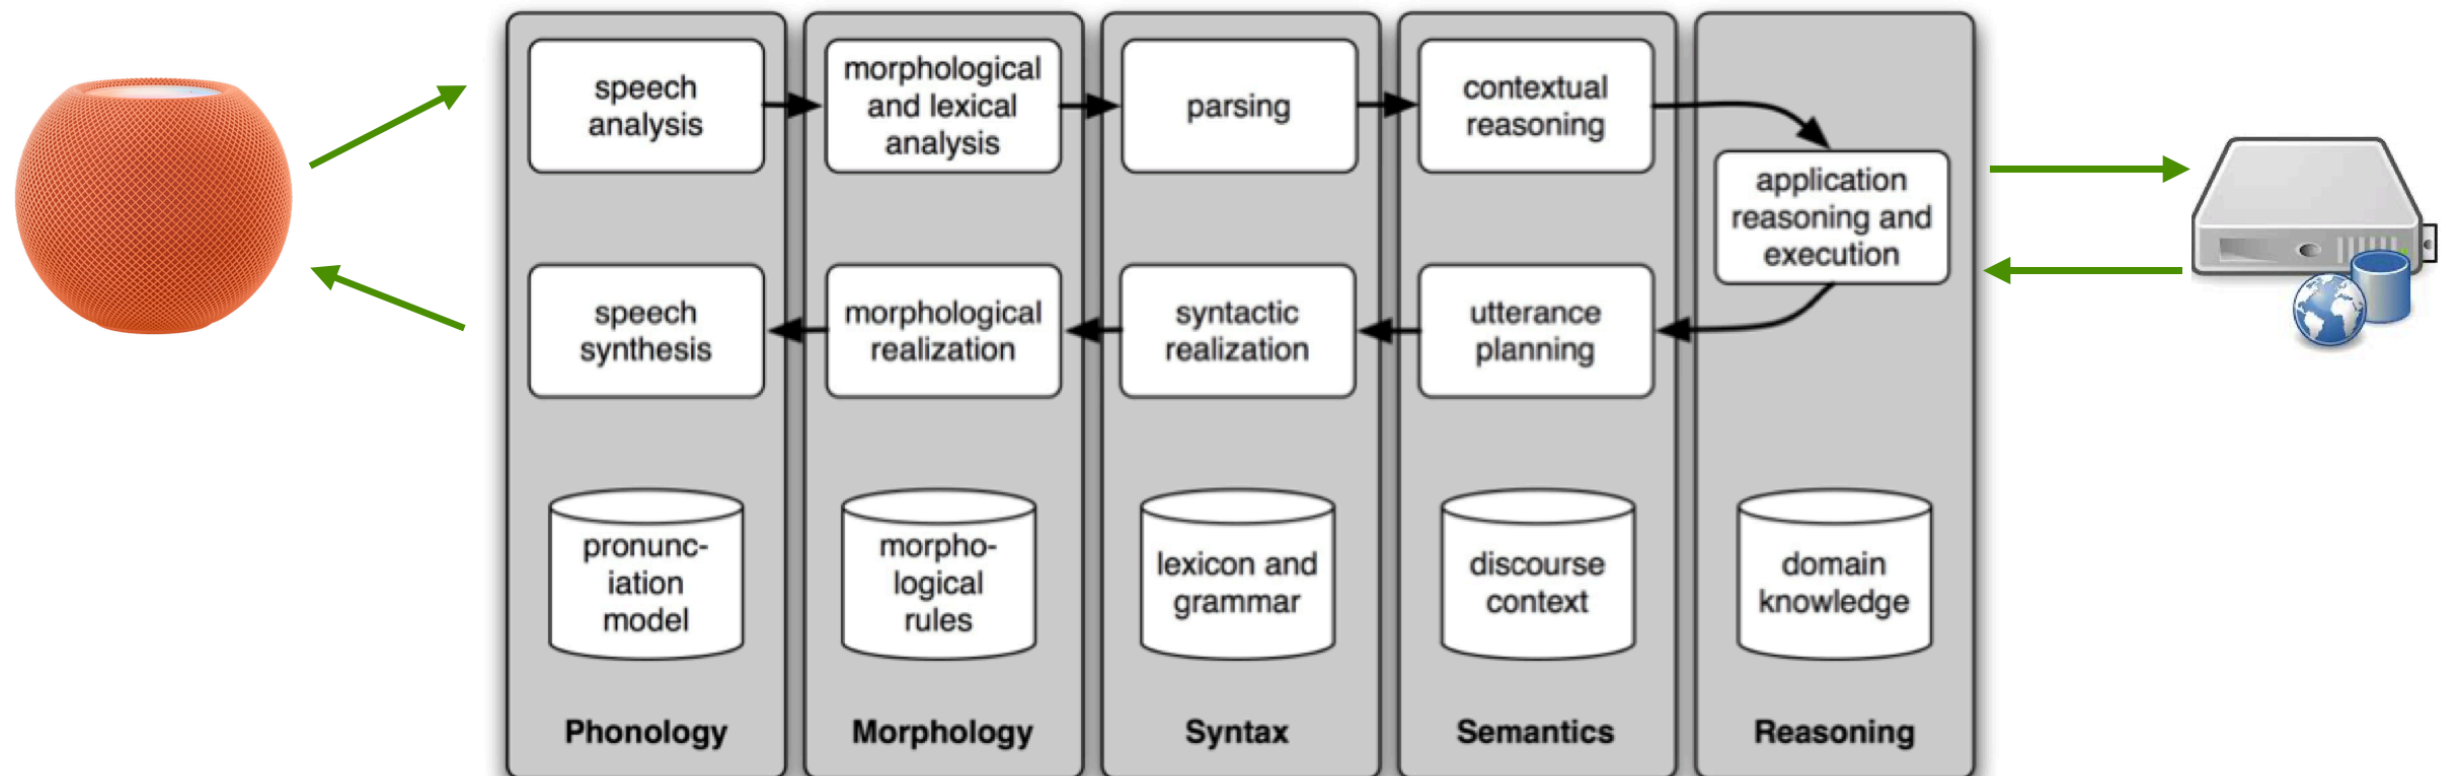 speech
analysis
morphological
and lexical
analysis
parsing
contextual
reasoning
application
reasoning and
execution
speech
synthesis
morphological
realization
syntactic
realization
utterance
planning
pronunc-
iation
model
morpho-
logical
rules
lexicon and
grammar
discourse
context
domain
knowledge
Phonology
Morphology
Syntax
Semantics
Reasoning